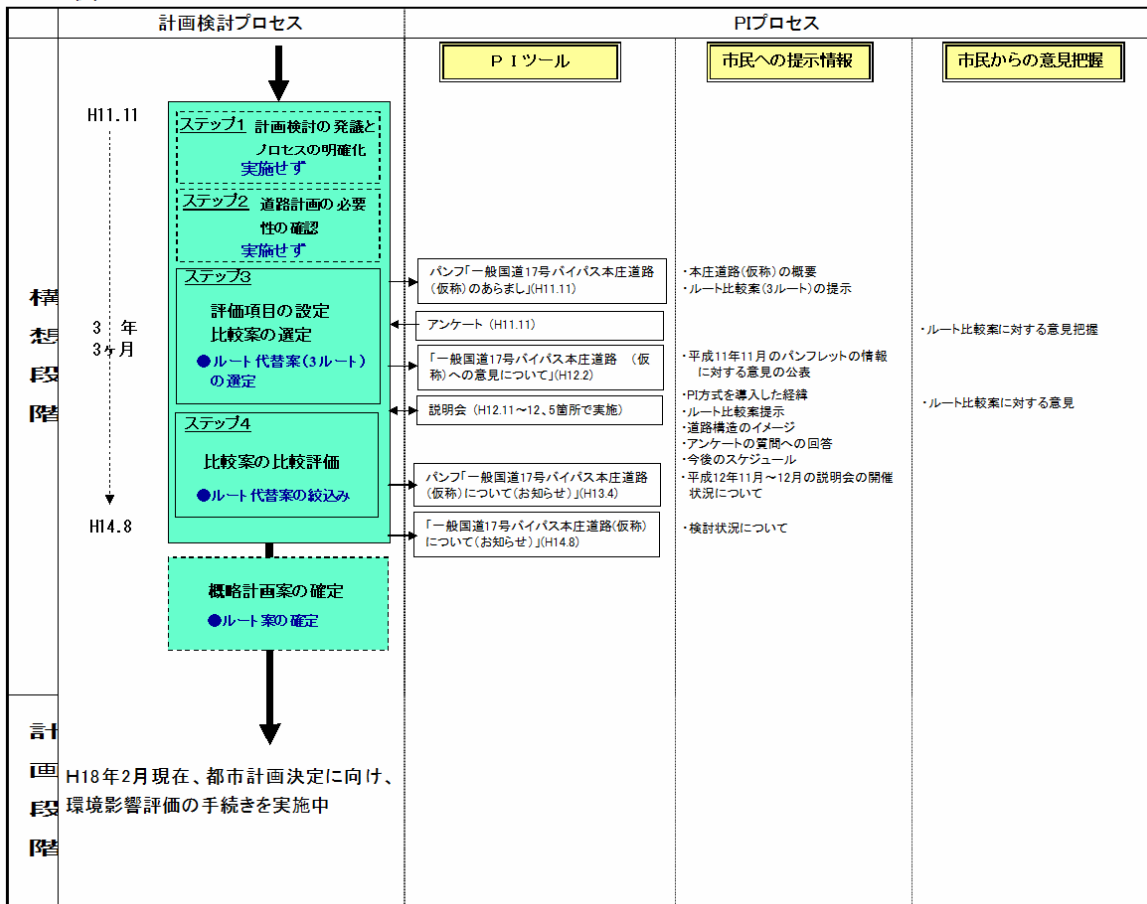 計画検討プロセス
PIプロセス
PIツール
市民への提示情報
市民からの意見把握
構想段階
H11.11
3 年
3ヶ月
H14.8
ステップ1 計画検討の発議と
プロセスの明確化
実施せず
ステップ2 道路計画の必要
性の確認
実施せず
ステップ3
評価項目の設定
比較案の選定
●ルート代替案(3ルート)
の選定
ステップ4
比較案の比較評価
●ルート代替案の絞込み
概略計画案の確定
●ルート案の確定
パンフ「一般国道17号バイパス本庄道路
(仮称)のあらまし」(H11.11)
アンケート (H11.11)
「一般国道17号バイパス本庄道路 (仮
称)への意見について」(H12.2)
説明会 (H12.11~12、5箇所で実施)
パンフ「一般国道17号バイパス本庄道路
(仮称)について(お知らせ)」(H13.4)
「一般国道17号バイパス本庄道路(仮称)
について(お知らせ)」(H14.8)
・本庄道路(仮称)の概要
・ルート比較案(3ルート)の提示
・平成11年11月のパンフレットの情報
に対する意見の公表
・PI方式を導入した経緯
・ルート比較案提示
・道路構造のイメージ
・アンケートの質問への回答
・今後のスケジュール
・平成12年11月~12月の説明会の開催
状況について
・検討状況について
・ルート比較案に対する意見把握
・ルート比較案に対する意見
計画段階
H18年2月現在、都市計画決定に向け、
環境影響評価の手続きを実施中